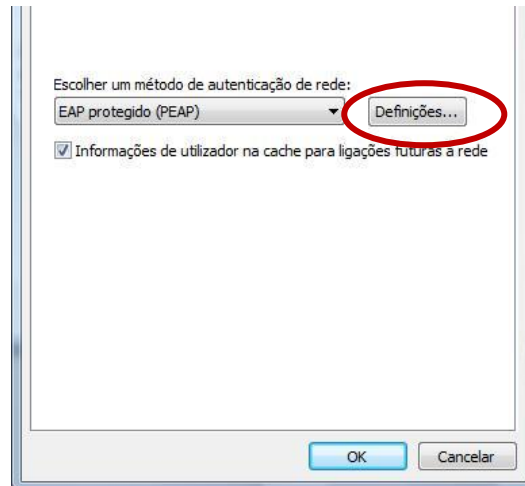 Escolher um método de autenticação de rede:
EAP protegido (PEAP) Definições...
Informações de utilizador na cache para ligações futuras à rede
OK Cancelar